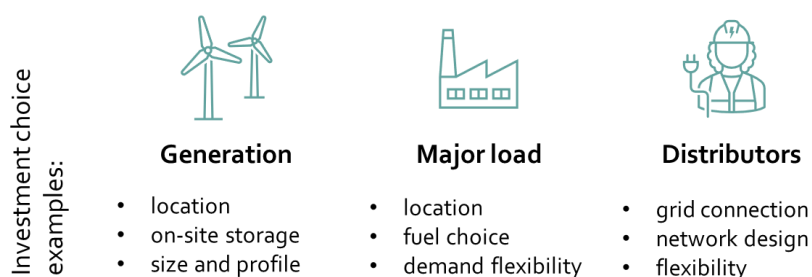 Investment choice
examples:
Generation
• location
• on-site storage
• size and profile
Major load
• location
• fuel choice
• demand flexibility
Distributors
• grid connection
• network design
• flexibility